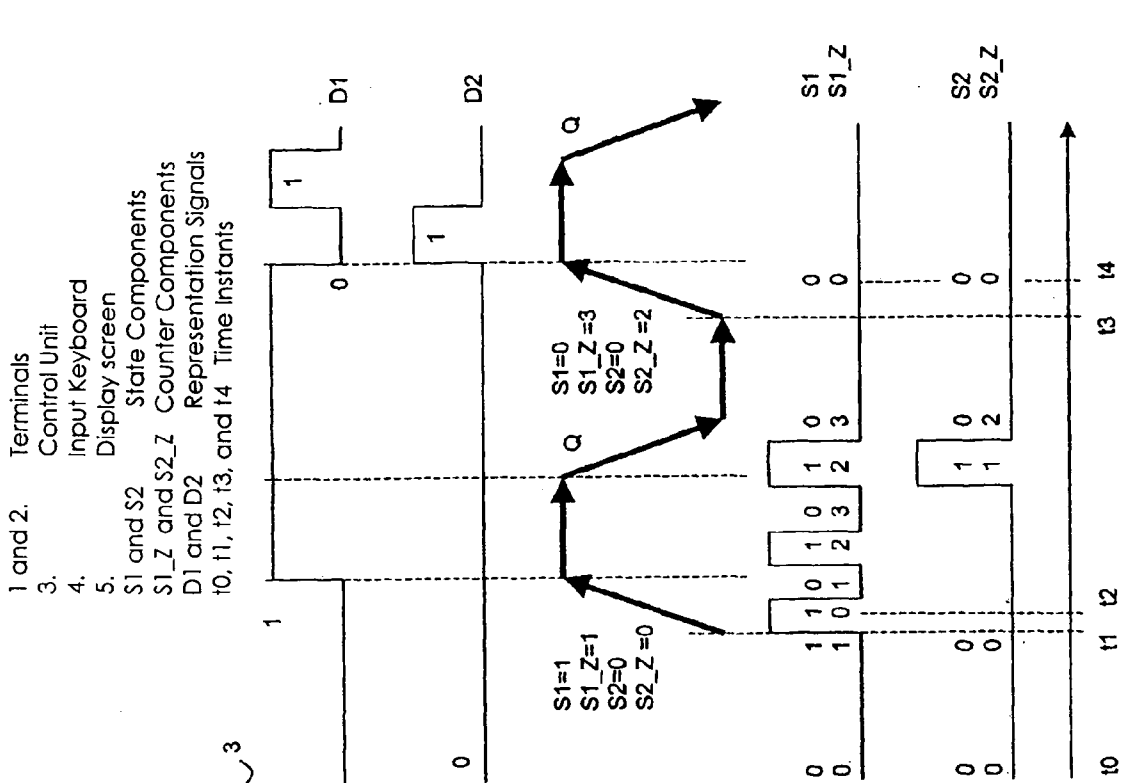 1 and 2. Terminals
3. Control Unit
4. Input Keyboard
5. Display screen
S1 and S2 State Components
S1_Z and S2_Z Counter Components
D1 and D2 Representation Signals
t0, t1, t2, t3, and t4 Time Instants
3
1
0
1
D1
0
1
D2
S1=1
S1_Z=1
S2=0
S2_Z =0
Q
S1=0
S1_Z =3
S2=0
S2_Z =2
Q
0 1 1 0 1 0 1 0 0 S1
0 1 0 1 2 3 2 3 0 S1_Z
0 0 1 0 0 S2
0 0 1 2 0 S2_Z
t0 t1 t2 t3 t4